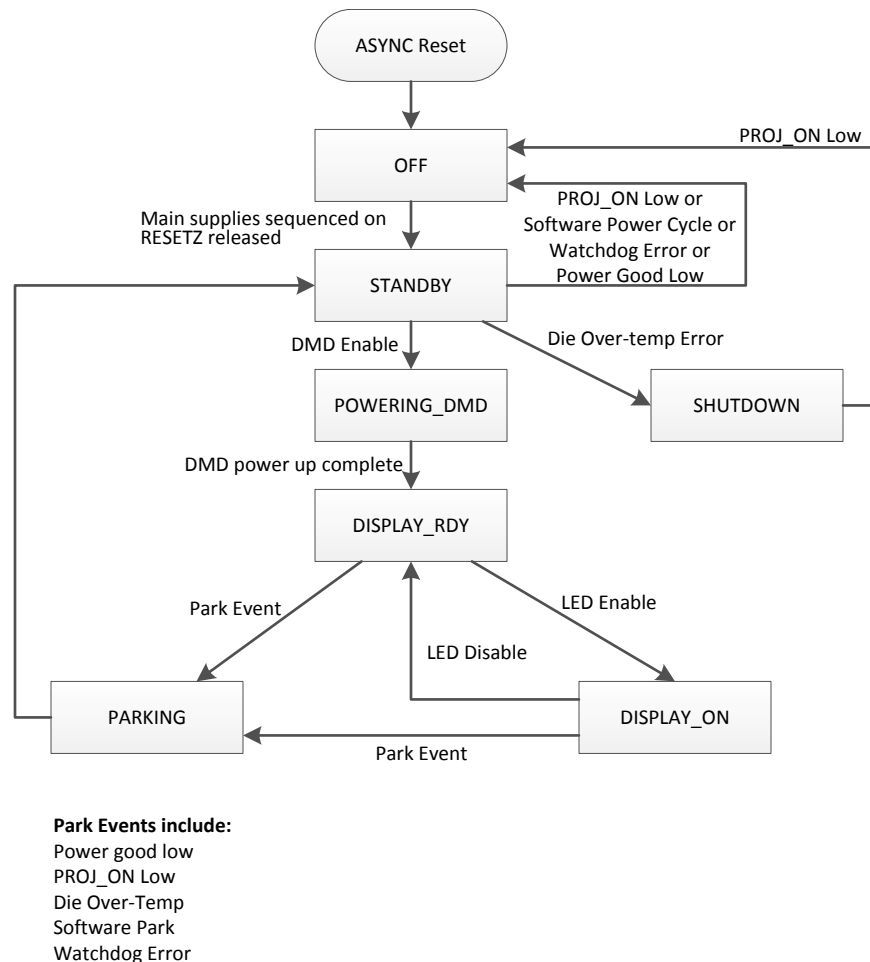 ASYNC Reset
PROJ_ON Low
OFF
Main supplies sequenced on
RESETZ released
PROJ_ON Low or
Software Power Cycle or
Watchdog Error or
Power Good Low
STANDBY
DMD Enable
Die Over-temp Error
POWERING_DMD
SHUTDOWN
DMD power up complete
DISPLAY_RDY
Park Event
LED Enable
LED Disable
PARKING
DISPLAY_ON
Park Event
Park Events include:
Power good low
PROJ_ON Low
Die Over-Temp
Software Park
Watchdog Error